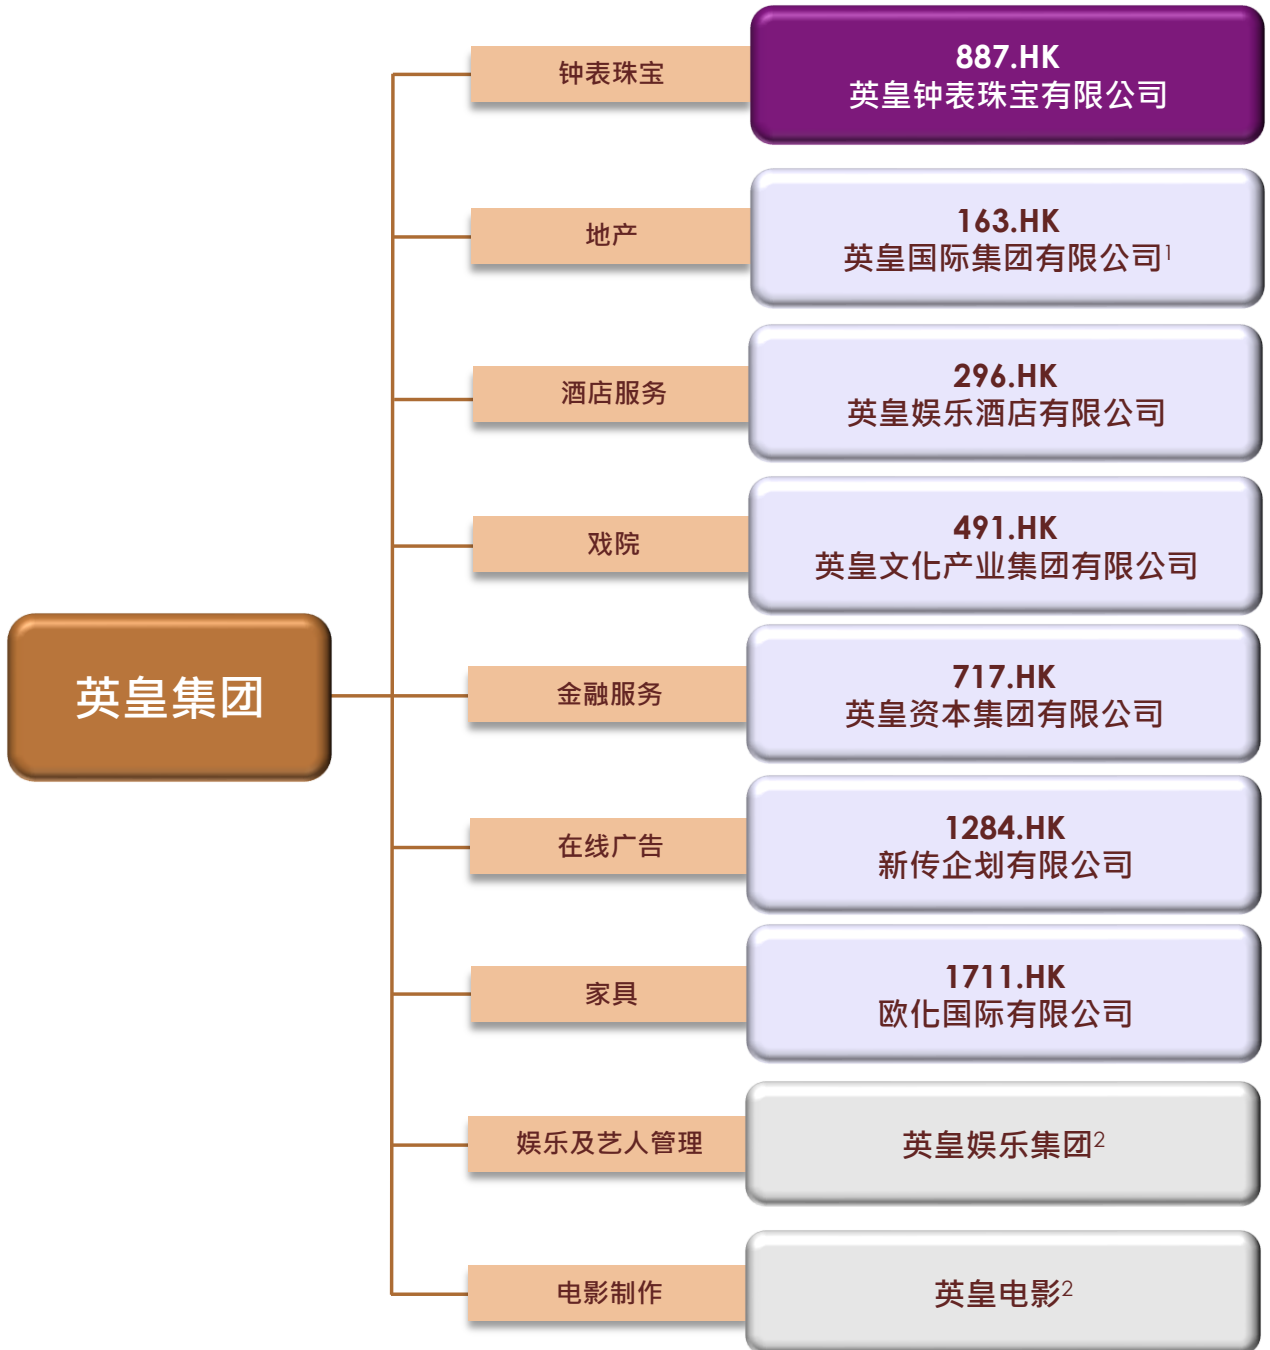 钟表珠宝
887.HK
英皇钟表珠宝有限公司
地产
163.HK
英皇国际集团有限公司1
酒店服务
296.HK
英皇娱乐酒店有限公司
戏院
491.HK
英皇文化产业集团有限公司
英皇集团
金融服务
717.HK
英皇资本集团有限公司
在线广告
1284.HK
新传企划有限公司
家具
1711.HK
欧化国际有限公司
娱乐及艺人管理
英皇娱乐集团2
电影制作
英皇电影2